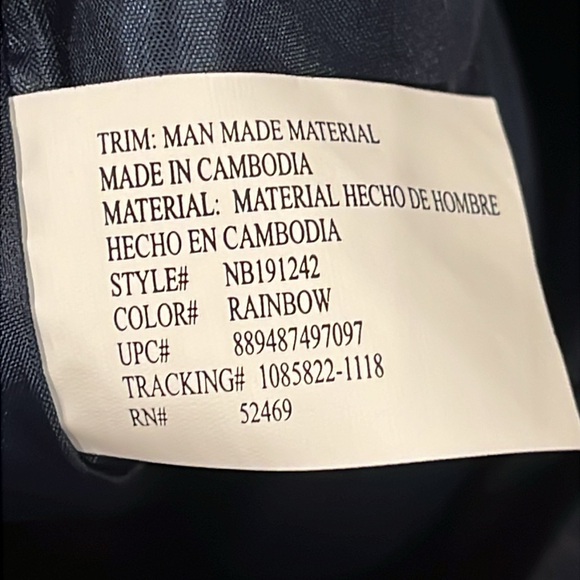 TRIM: MAN MADE MATERIAL
MADE IN CAMBODIA
MATERIAL: MATERIAL HECHO DE HOMBRE
HECHO EN CAMBODIA
STYLE# NB191242
COLOR# RAINBOW
UPC# 889487497097
TRACKING# 1085822-1118
RN# 52469